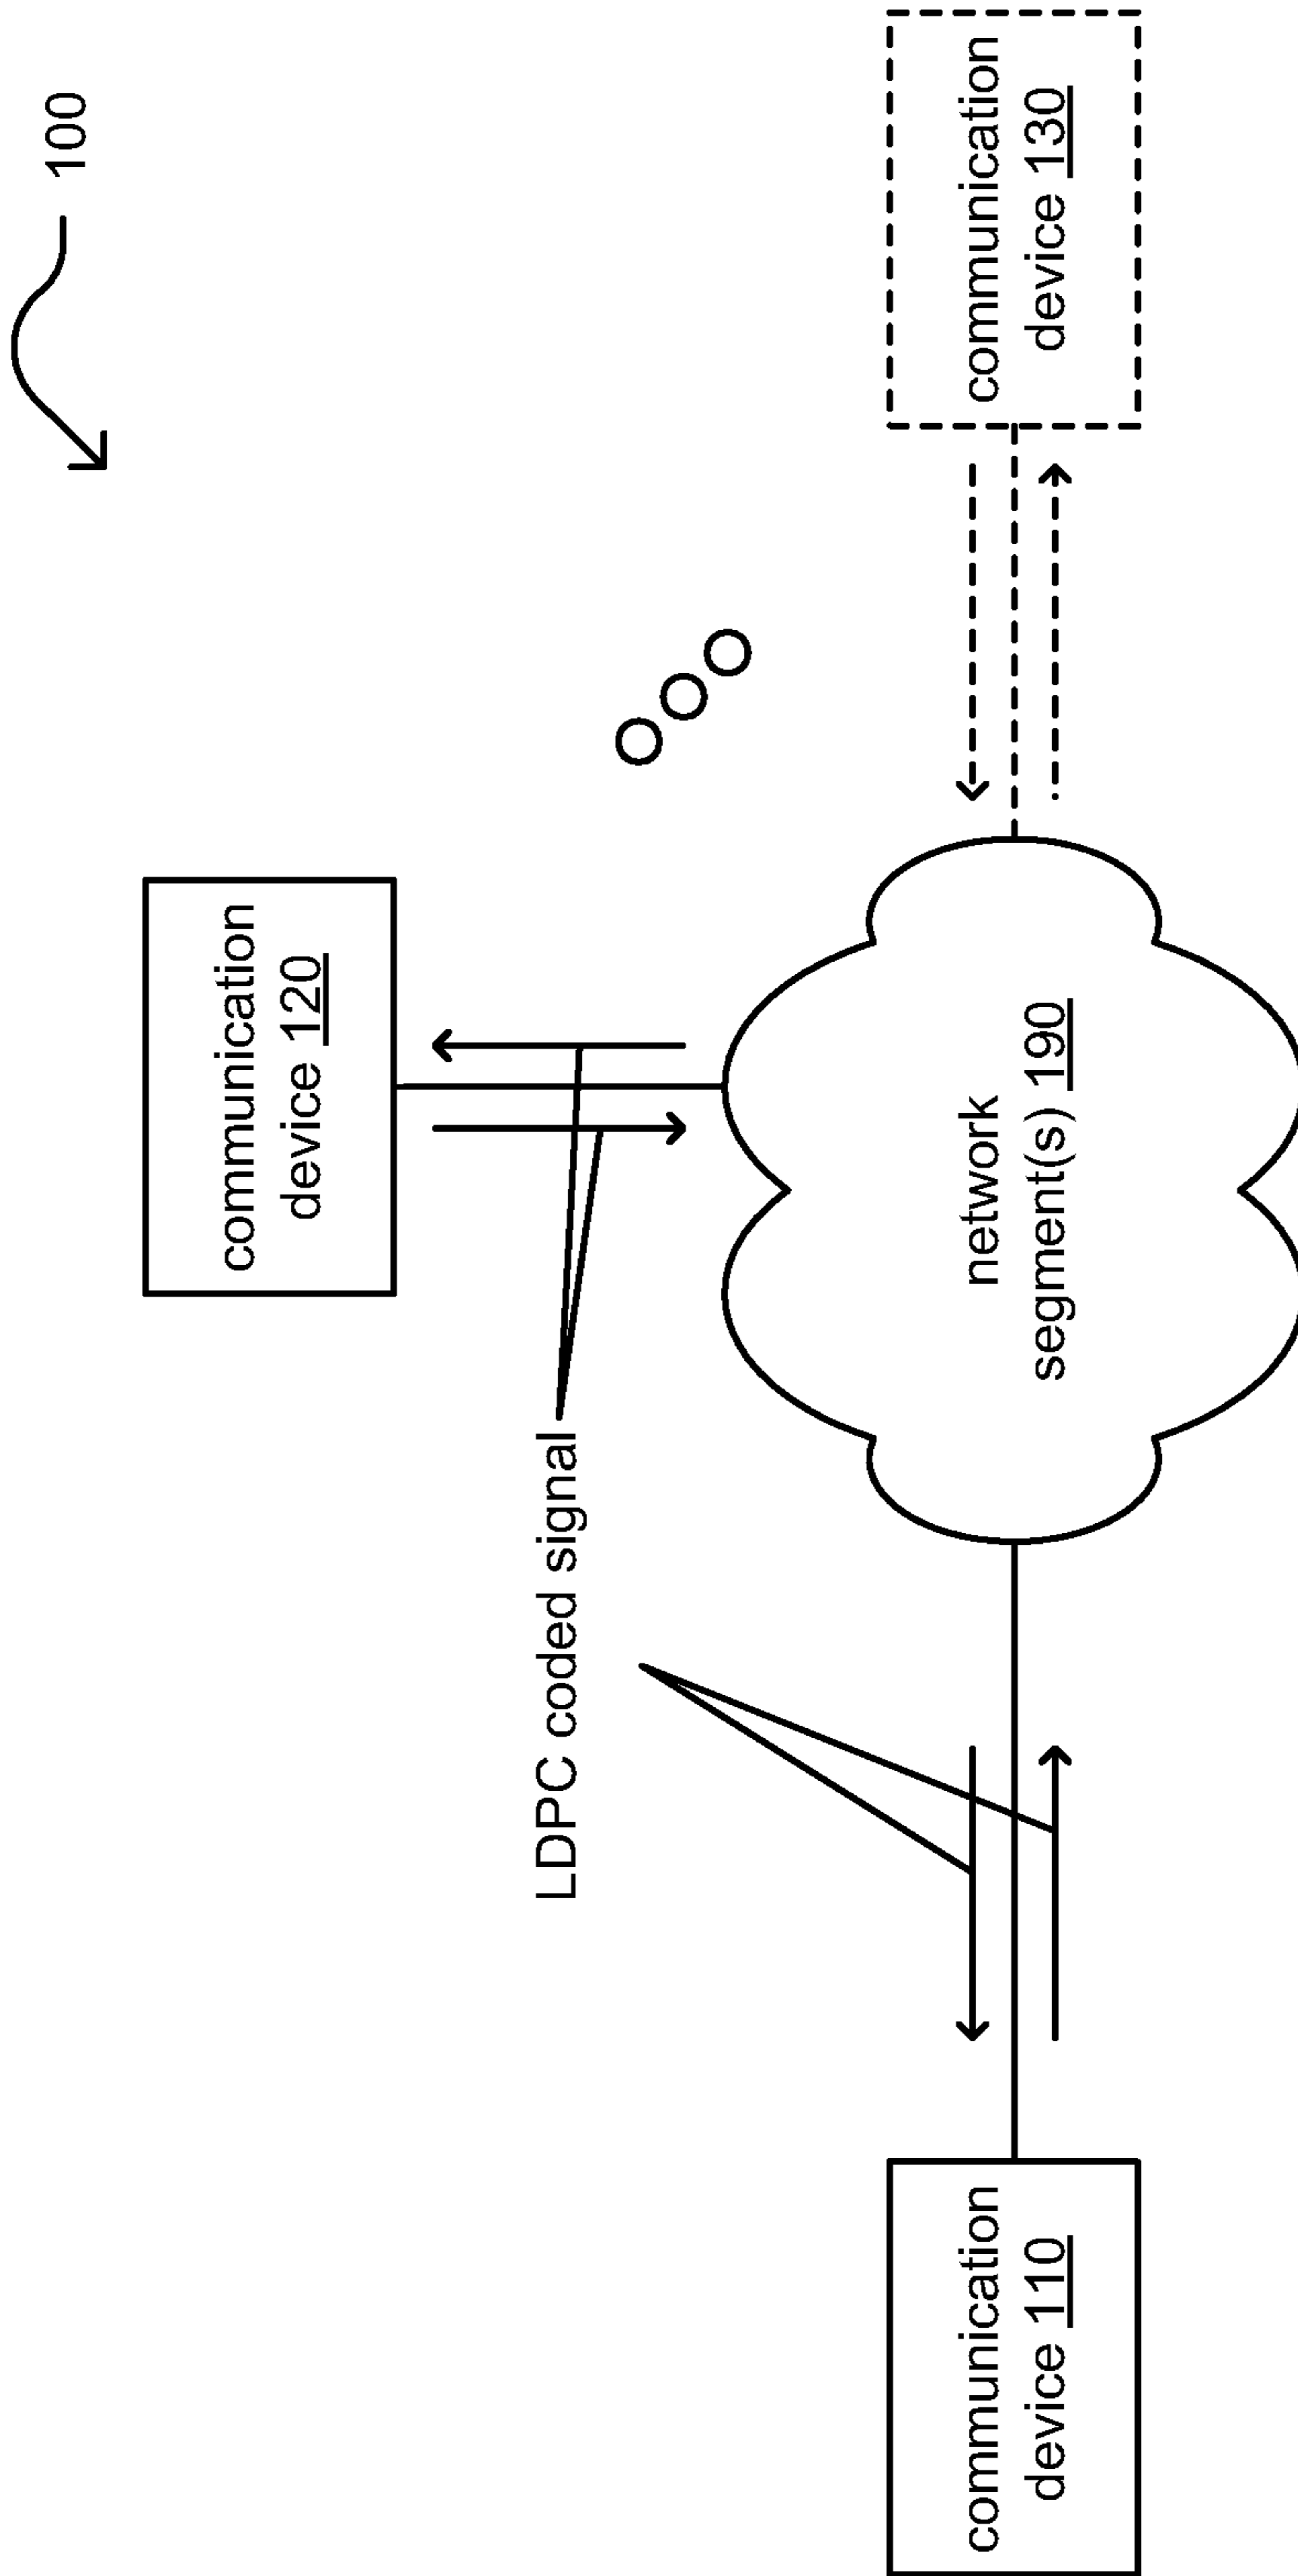 100
communication
device 120
LDPC coded signal
communication
device 110
network
segment(s) 190
communication
device 130